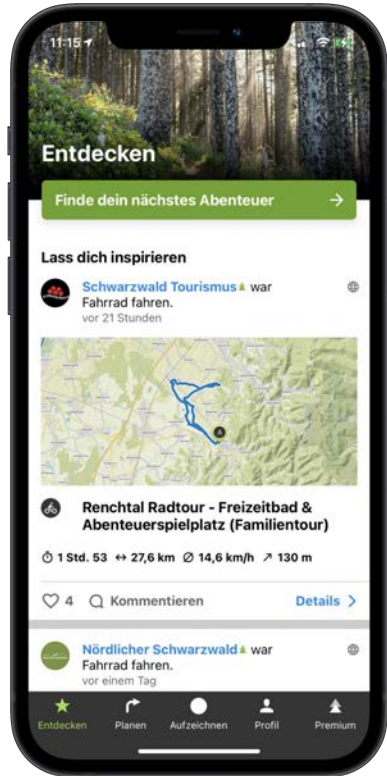 11:15
Entdecken
Finde dein nächstes Abenteuer →
Lass dich inspirieren
Schwarzwald Tourismus war
Fahrrad fahren.
vor 21 Stunden
A
Renchtal Radtour - Freizeitbad &
Abenteuerspielplatz (Familientour)
1 Std. 53 ↔ 27,6 km Ø 14,6 km/h ↗ 130 m
4 Kommentieren Details >
Nördlicher Schwarzwald war
Fahrrad fahren.
vor einem Tag
Entdecken Planen Aufzeichnen Profil Premium